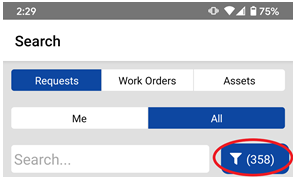 2:29 75%
Search
Requests Work Orders Assets
Me All
Search... (358)